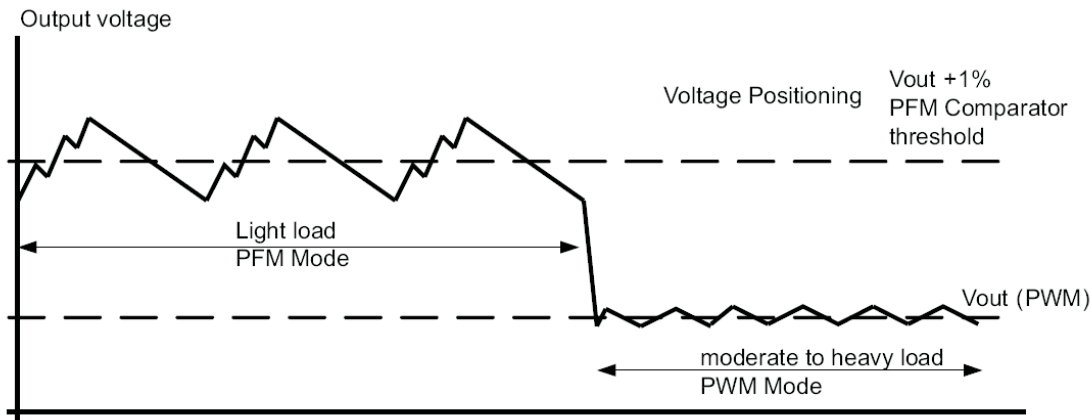 Output voltage
Voltage Positioning
Vout +1%
PFM Comparator
threshold
Light load
PFM Mode
Vout (PWM)
moderate to heavy load
PWM Mode